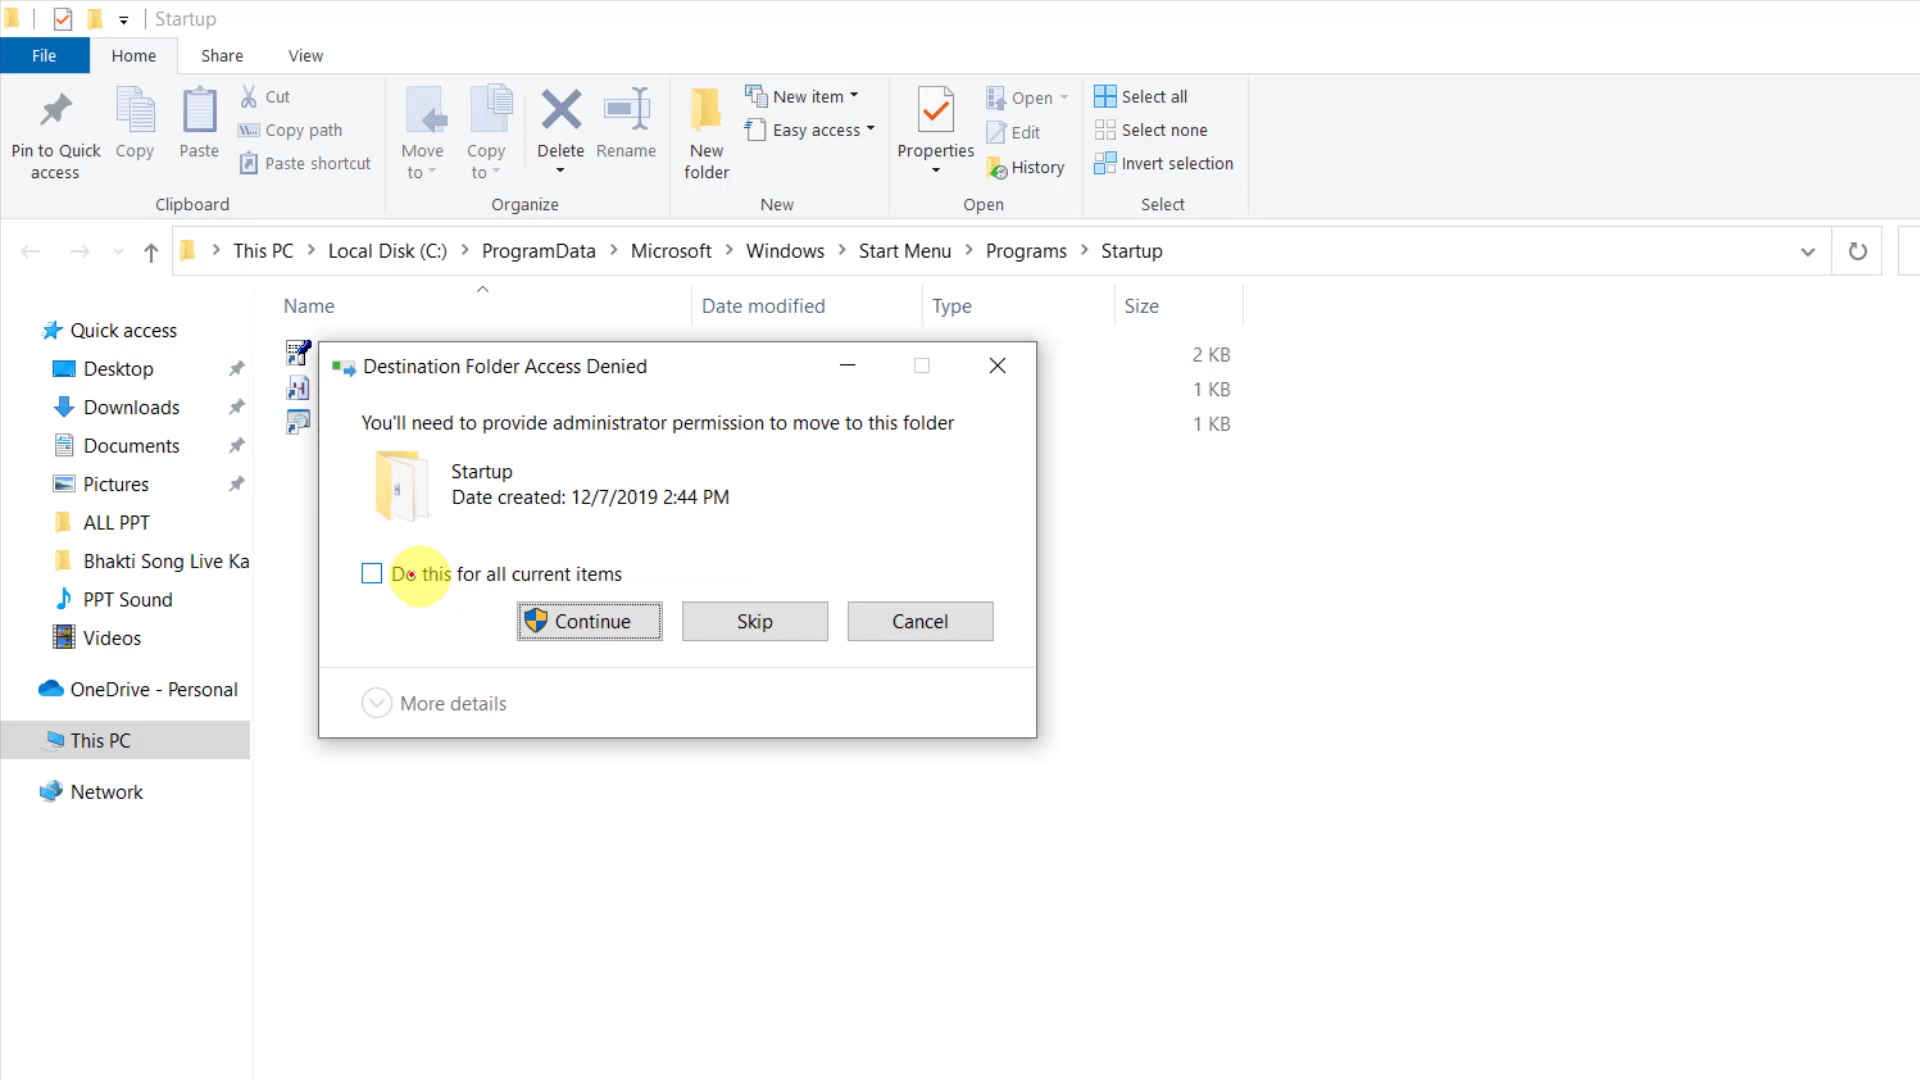 Startup
File Home Share View
Pin to Quick access
Copy
Paste
Cut
Copy path
Paste shortcut
Clipboard
Move to
Copy to
Delete
Rename
Organize
New folder
New item
Easy access
New
Properties
Open
Edit
History
Open
Select all
Select none
Invert selection
Select
This PC > Local Disk (C:) > ProgramData > Microsoft > Windows > Start Menu > Programs > Startup
Name Date modified Type Size
Quick access
Desktop
Downloads
Documents
Pictures
ALL PPT
Bhakti Song Live Ka
PPT Sound
Videos
OneDrive - Personal
This PC
Network
2 KB
1 KB
1 KB
Destination Folder Access Denied
You'll need to provide administrator permission to move to this folder
Startup
Date created: 12/7/2019 2:44 PM
Do this for all current items
Continue Skip Cancel
More details